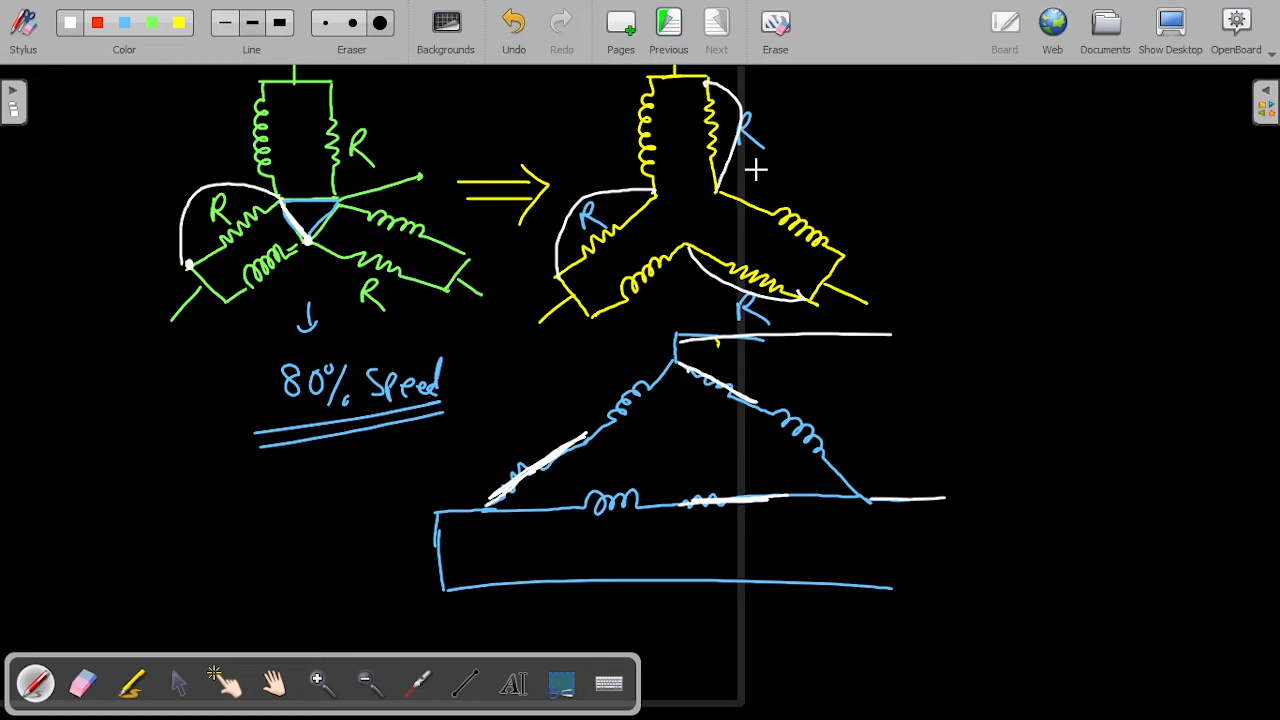 Stylus
Color
Line
Eraser
Backgrounds
Undo
Redo
Pages
Previous
Next
Erase
Board
Web
Documents
Show Desktop
OpenBoard
R
R
R
R
R
R
80% Speed
AI